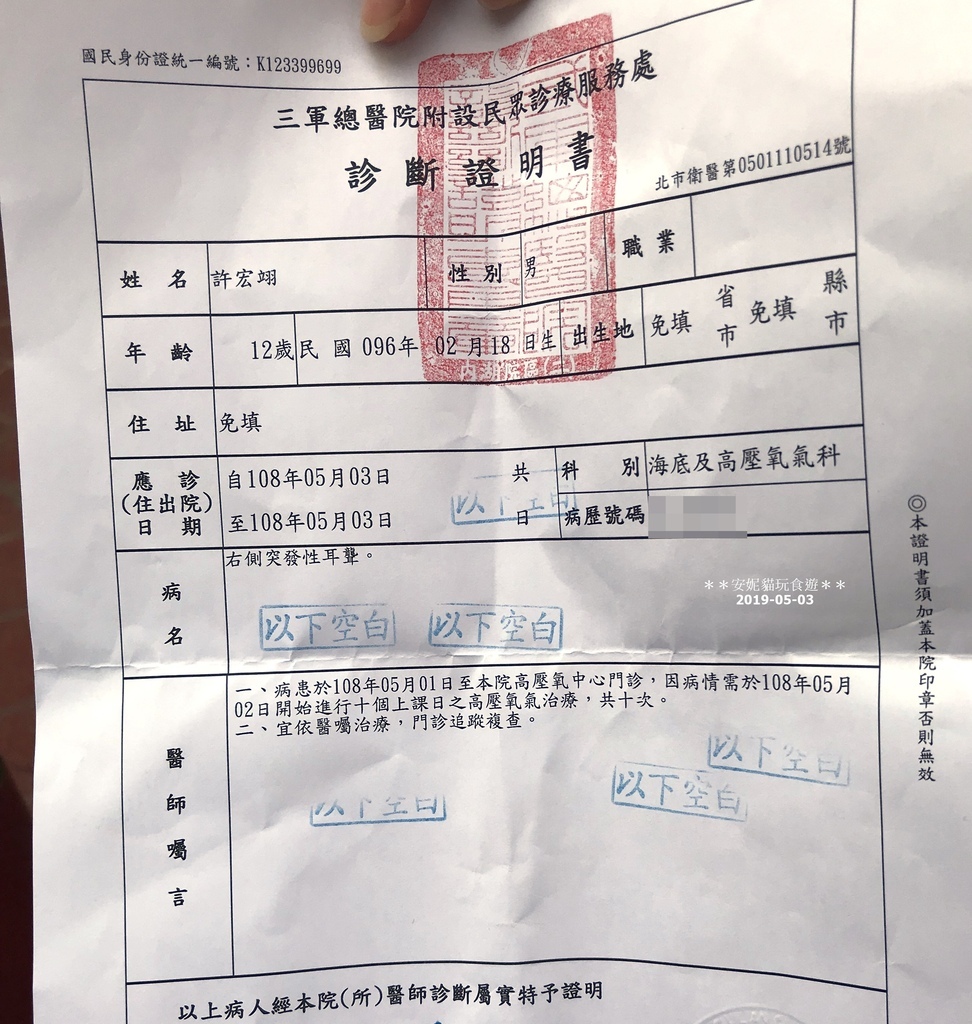 國民身份證統一編號：K123399699
三軍總醫院附設民眾診療服務處
診斷證明書
北市衛醫第0501110514號
姓名 許宏翊 性別 男 職業
年齡 12歲 民國096年 02月18日生 出生地 免填 省市 免填 縣市
住址 免填
應診(住出院)日期 自108年05月03日 共 科別 海底及高壓氧氣科
至108年05月03日 日 病歷號碼
以下空白
內湖院區(二)
病名 右側突發性耳聾。
＊＊安妮貓玩食遊＊＊
2019-05-03
以下空白 以下空白
醫師囑言
一、病患於108年05月01日至本院高壓氧中心門診，因病情需於108年05月
02日開始進行十個上課日之高壓氧氣治療，共十次。
二、宜依醫囑治療，門診追蹤複查。
以下空白
以下空白
以下空白
◎本證明書須加蓋本院印章否則無效
以上病人經本院(所)醫師診斷屬實特予證明